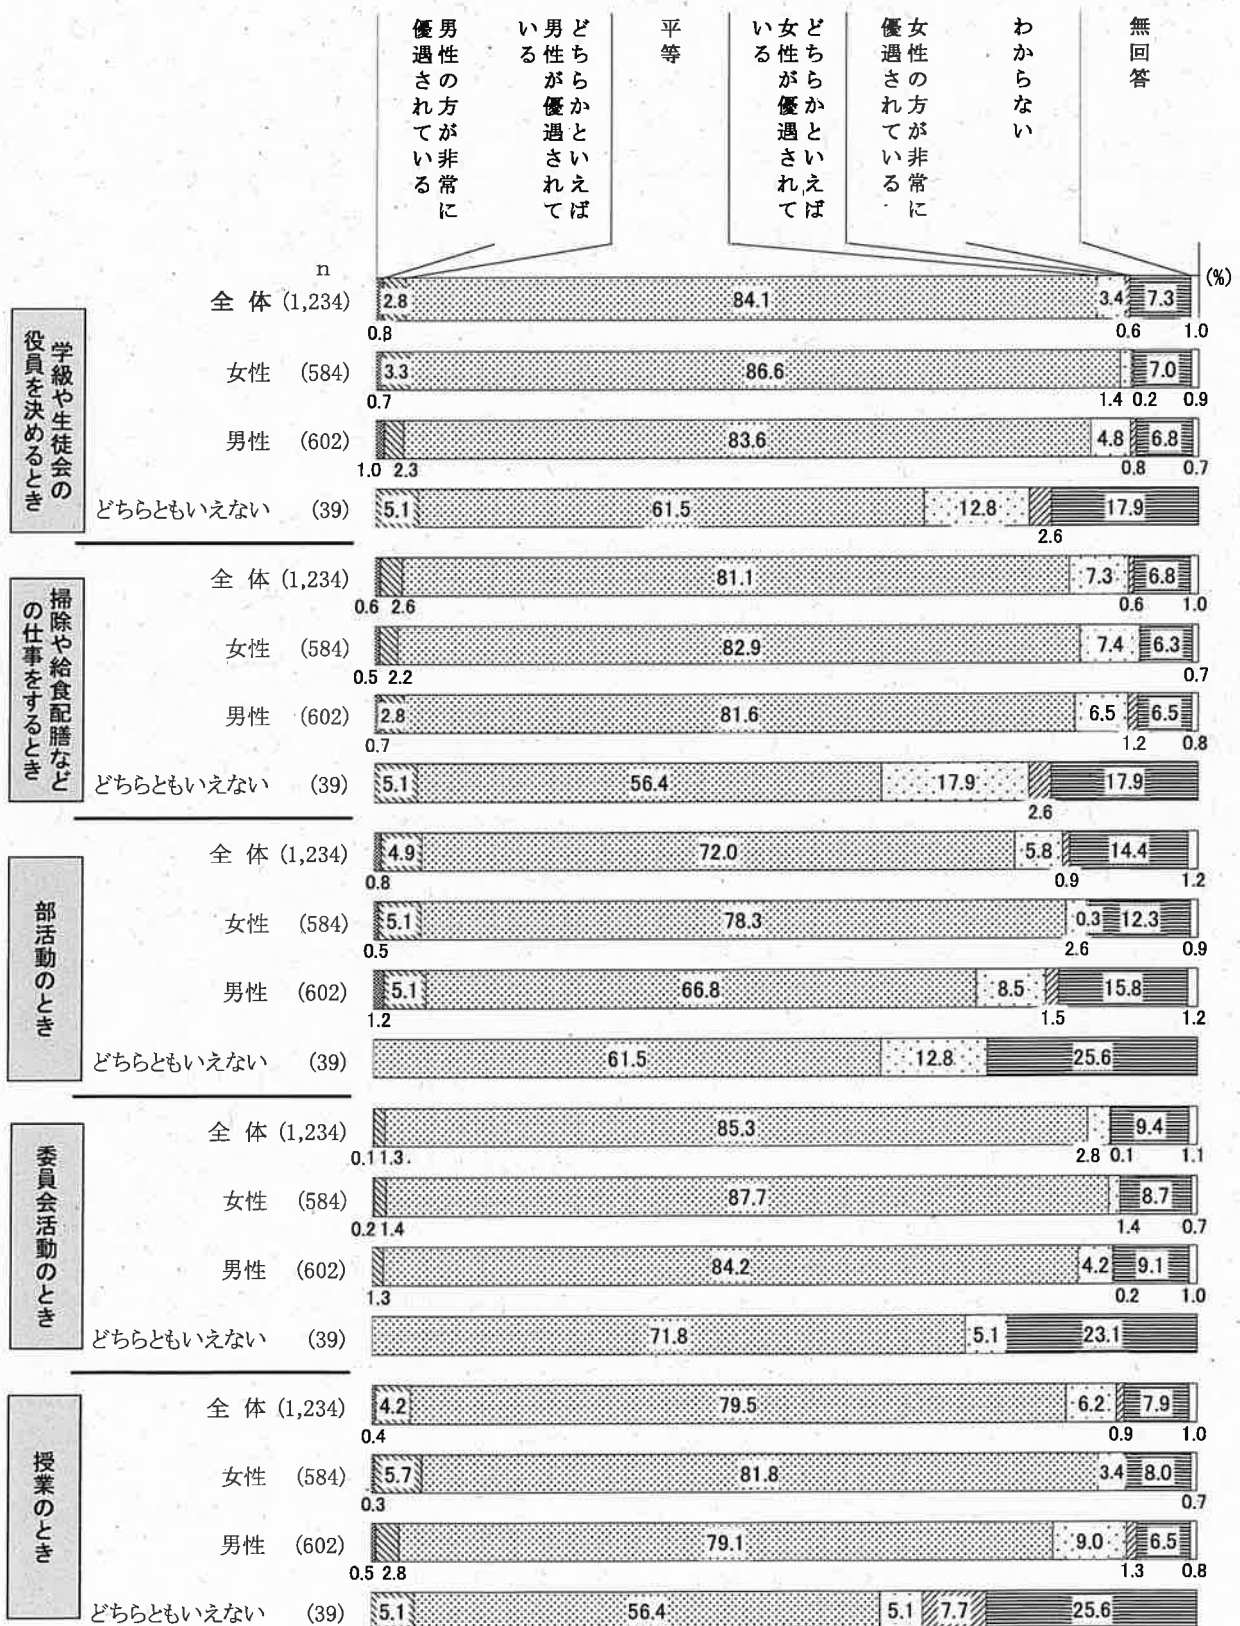 男性の方が非常に
優遇されている
どちらかといえば
男性が優遇されて
いる
平等
どちらかといえば
女性が優遇されて
いる
女性の方が非常に
優遇されている
わからない
無回答
n
(%)
学級や生徒会の
役員を決めるとき
全 体 (1,234) 2.8 84.1 3.4 7.3
0.8 0.6 1.0
女性 (584) 3.3 86.6 7.0
0.7 1.4 0.2 0.9
男性 (602) 83.6 4.8 6.8
1.0 2.3 0.8 0.7
どちらともいえない (39) 5.1 61.5 12.8 17.9
2.6
掃除や給食配膳など
の仕事をするとき
全 体 (1,234) 81.1 7.3 6.8
0.6 2.6 0.6 1.0
女性 (584) 82.9 7.4 6.3
0.5 2.2 0.7
男性 (602) 2.8 81.6 6.5 6.5
0.7 1.2 0.8
どちらともいえない (39) 5.1 56.4 17.9 17.9
2.6
部活動のとき
全 体 (1,234) 4.9 72.0 5.8 14.4
0.8 0.9 1.2
女性 (584) 5.1 78.3 0.3 12.3
0.5 2.6 0.9
男性 (602) 5.1 66.8 8.5 15.8
1.2 1.5 1.2
どちらともいえない (39) 61.5 12.8 25.6
委員会活動のとき
全 体 (1,234) 85.3 9.4
0.1 1.3 2.8 0.1 1.1
女性 (584) 87.7 8.7
0.2 1.4 1.4 0.7
男性 (602) 84.2 4.2 9.1
1.3 0.2 1.0
どちらともいえない (39) 71.8 5.1 23.1
授業のとき
全 体 (1,234) 4.2 79.5 6.2 7.9
0.4 0.9 1.0
女性 (584) 5.7 81.8 3.4 8.0
0.3 0.7
男性 (602) 79.1 9.0 6.5
0.5 2.8 1.3 0.8
どちらともいえない (39) 5.1 56.4 5.1 7.7 25.6